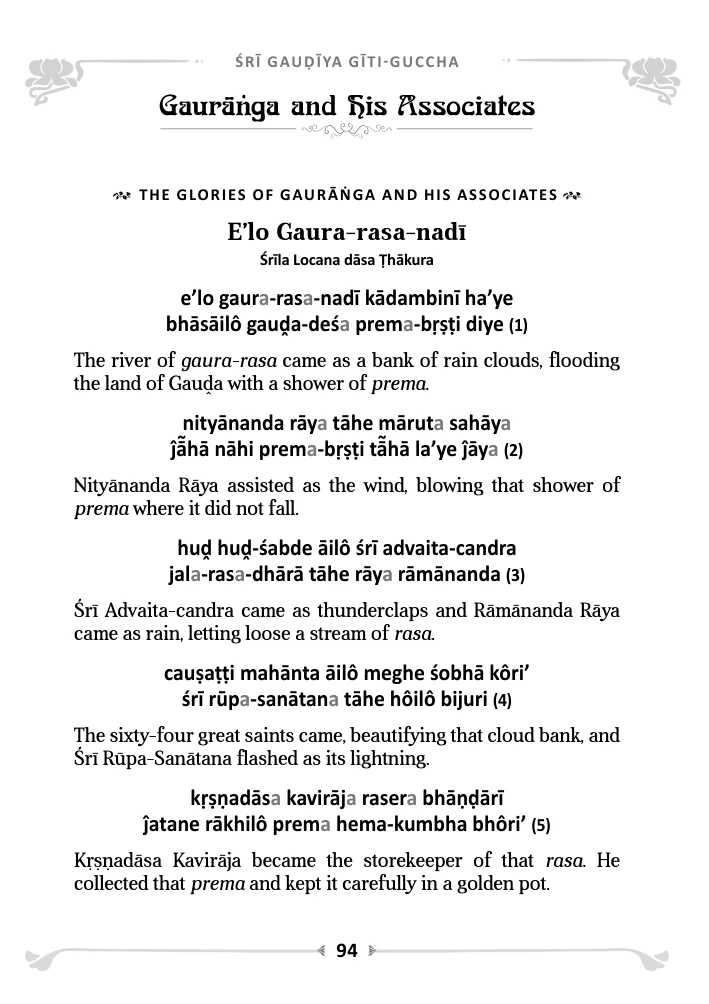 ŚRĪ GAUḌĪYA GĪTI-GUCCHA
Gaurāṅga and His Associates
THE GLORIES OF GAURĀṄGA AND HIS ASSOCIATES
E’lo Gaura-rasa-nadī
Śrīla Locana dāsa Ṭhākura
e’lo gaura-rasa-nadī kādambinī ha’ye
bhāsāilô gauḓa-deśa prema-bṛṣṭi diye (1)
The river of gaura-rasa came as a bank of rain clouds, flooding
the land of Gauḓa with a shower of prema.
nityānanda rāya tāhe māruta sahāya
ĵā̃hā nāhi prema-bṛṣṭi tā̃hā la’ye ĵāya (2)
Nityānanda Rāya assisted as the wind, blowing that shower of
prema where it did not fall.
huḓ huḓ-śabde āilô śrī advaita-candra
jala-rasa-dhārā tāhe rāya rāmānanda (3)
Śrī Advaita-candra came as thunderclaps and Rāmānanda Rāya
came as rain, letting loose a stream of rasa.
cauṣaṭṭi mahānta āilô meghe śobhā kôri’
śrī rūpa-sanātana tāhe hôilô bijuri (4)
The sixty-four great saints came, beautifying that cloud bank, and
Śrī Rūpa-Sanātana flashed as its lightning.
kṛṣṇadāsa kavirāja rasera bhāṇḍārī
ĵatane rākhilô prema hema-kumbha bhôri’ (5)
Kṛṣṇadāsa Kavirāja became the storekeeper of that rasa. He
collected that prema and kept it carefully in a golden pot.
94